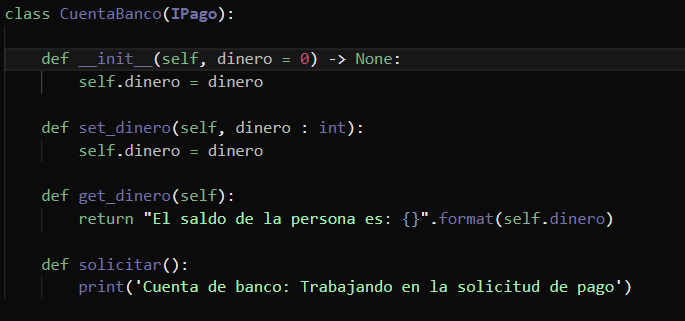 class CuentaBanco(IPago):
def __init__(self, dinero = 0) -> None:
self.dinero = dinero
def set_dinero(self, dinero : int):
self.dinero = dinero
def get_dinero(self):
return "El saldo de la persona es: {}".format(self.dinero)
def solicitar():
print('Cuenta de banco: Trabajando en la solicitud de pago')